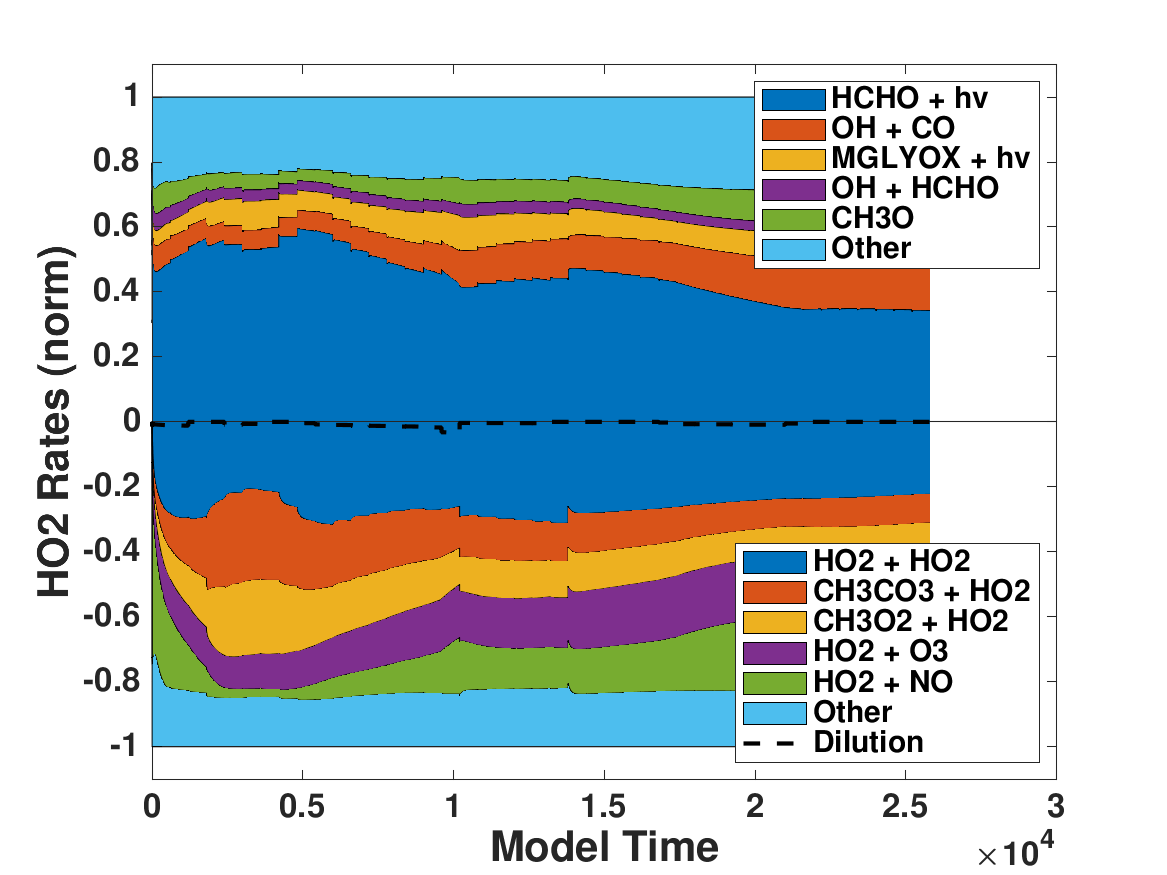 HO2 Rates (norm)
1
0.8
0.6
0.4
0.2
0
-0.2
-0.4
-0.6
-0.8
-1
HCHO + hv
OH + CO
MGLYOX + hv
OH + HCHO
CH3O
Other
HO2 + HO2
CH3CO3 + HO2
CH3O2 + HO2
HO2 + O3
HO2 + NO
Other
Dilution
0 0.5 1 1.5 2 2.5 3
Model Time
×10^4